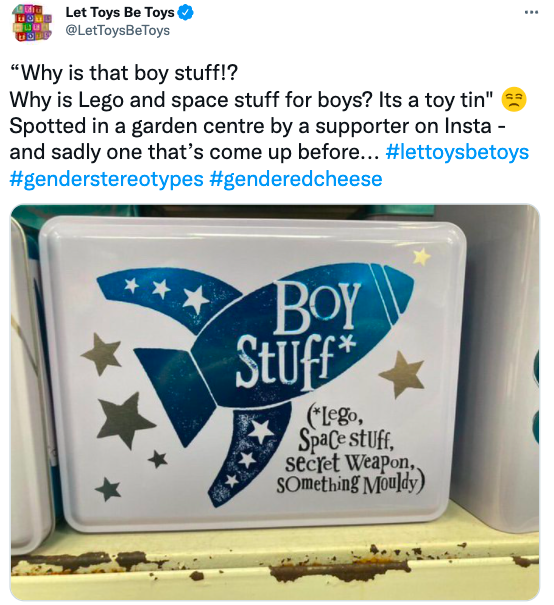 Let Toys Be Toys
@LetToysBeToys
“Why is that boy stuff!?
Why is Lego and space stuff for boys? Its a toy tin" 😒
Spotted in a garden centre by a supporter on Insta -
and sadly one that’s come up before... #lettoysbetoys
#genderstereotypes #genderedcheese
BOY
Stuff*
(*Lego,
Space stuff,
secret Weapon,
sOmething Mouldy)